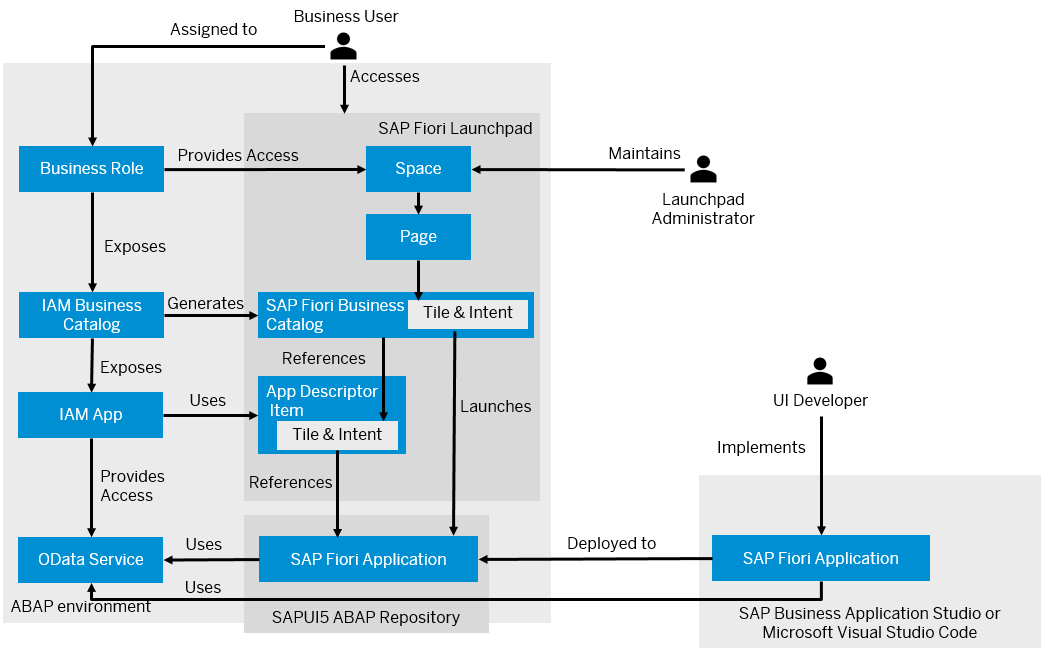 Business User
Assigned to
Accesses
SAP Fiori Launchpad
Business Role
Provides Access
Space
Maintains
Launchpad
Administrator
Page
Exposes
IAM Business
Catalog
Generates
SAP Fiori Business
Catalog
Tile & Intent
References
Exposes
IAM App
Uses
App Descriptor
Item
Tile & Intent
Launches
UI Developer
Implements
Provides
Access
References
OData Service
Uses
SAP Fiori Application
Deployed to
SAP Fiori Application
Uses
ABAP environment
SAPUI5 ABAP Repository
SAP Business Application Studio or
Microsoft Visual Studio Code